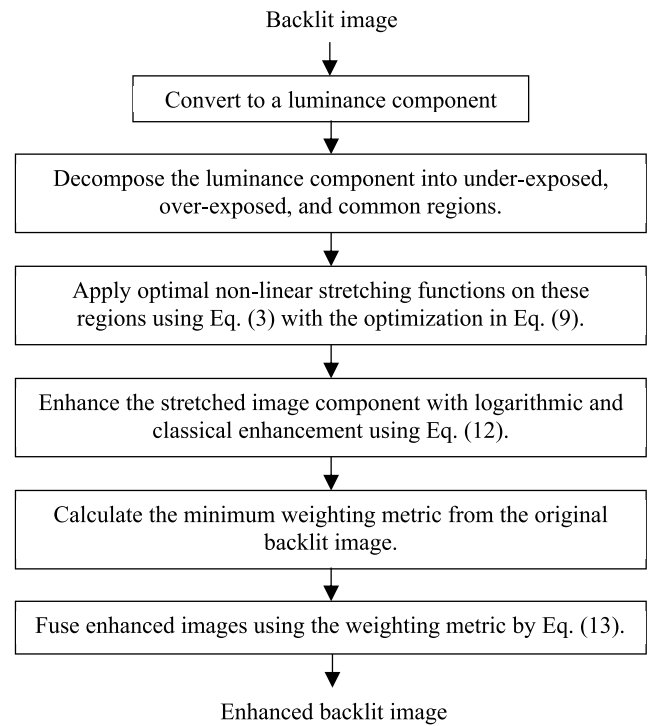 Backlit image
Convert to a luminance component
Decompose the luminance component into under-exposed,
over-exposed, and common regions.
Apply optimal non-linear stretching functions on these
regions using Eq. (3) with the optimization in Eq. (9).
Enhance the stretched image component with logarithmic and
classical enhancement using Eq. (12).
Calculate the minimum weighting metric from the original
backlit image.
Fuse enhanced images using the weighting metric by Eq. (13).
Enhanced backlit image